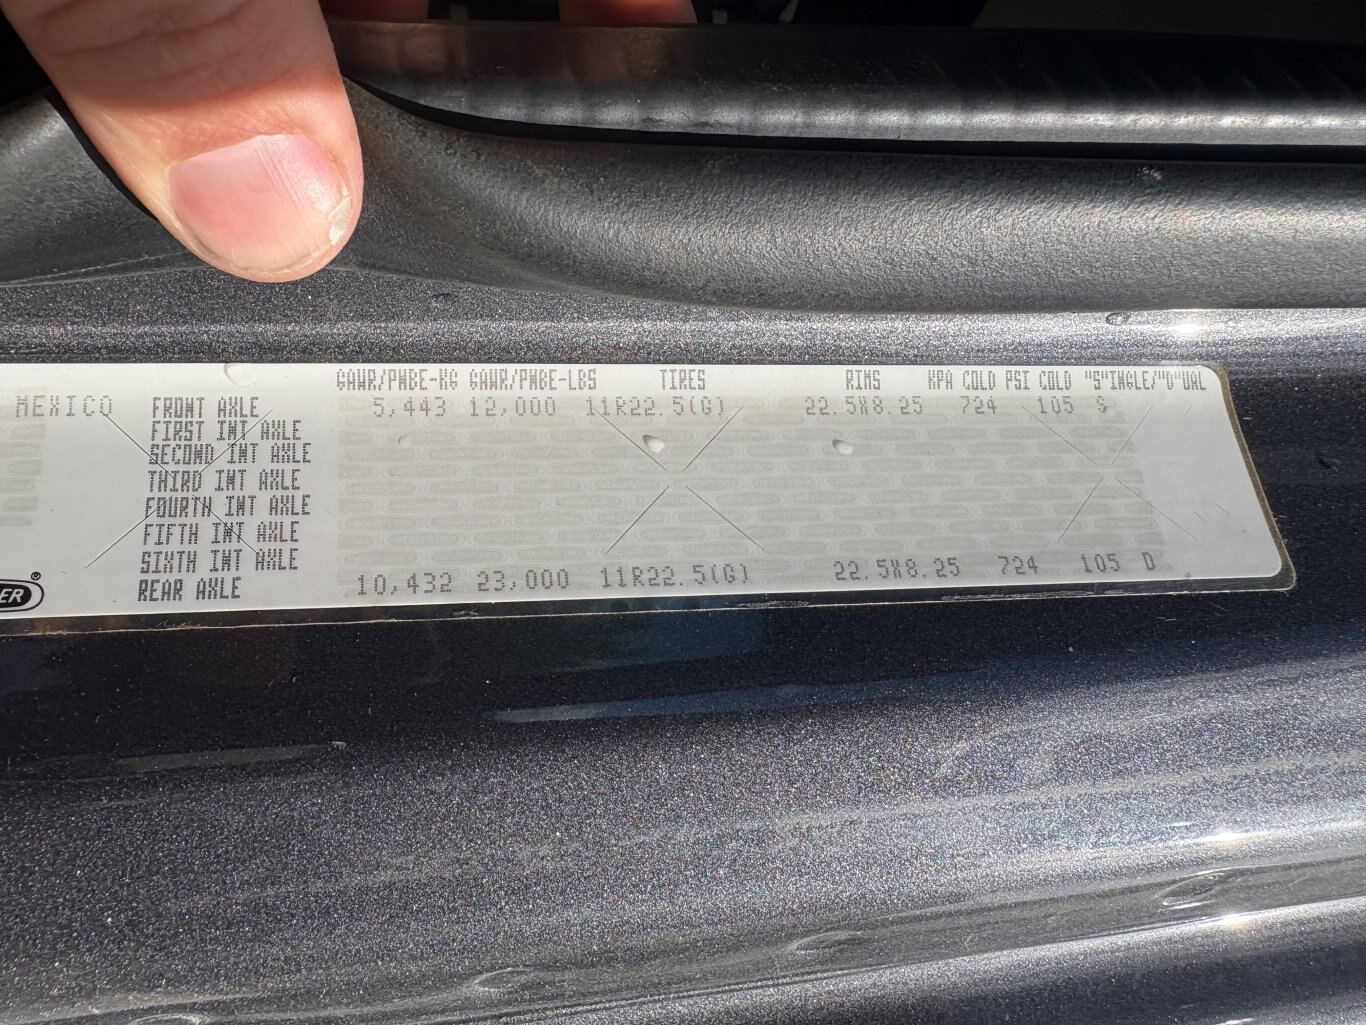 GAWR/PNBE-KG GAWR/PNBE-LBS TIRES RIMS KPA COLD PSI COLD "S"INGLE/"D"UAL
MEXICO FRONT AXLE 5,443 12,000 11R22.5(G) 22.5X8.25 724 105 S
FIRST INT AXLE
SECOND INT AXLE
THIRD INT AXLE
FOURTH INT AXLE
FIFTH INT AXLE
SIXTH INT AXLE
REAR AXLE 10,432 23,000 11R22.5(G) 22.5X8.25 724 105 D
ER®